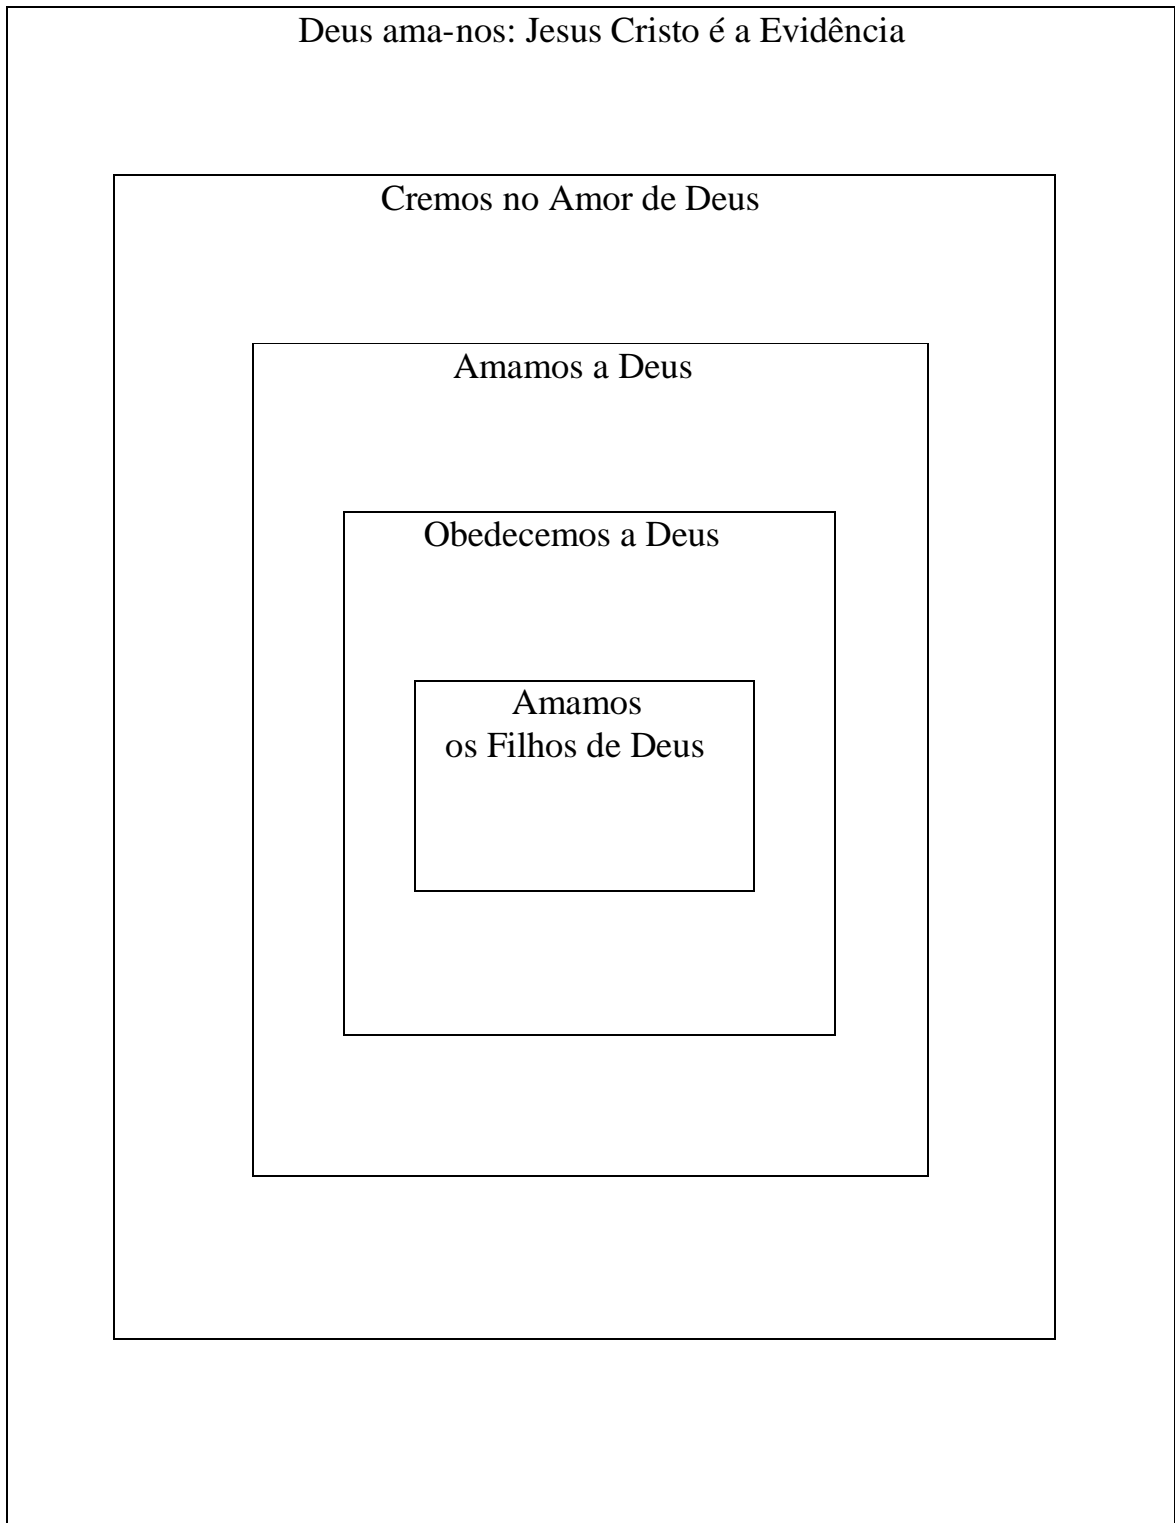 Deus ama-nos: Jesus Cristo é a Evidência
Cremos no Amor de Deus
Amamos a Deus
Obedecemos a Deus
Amamos
os Filhos de Deus